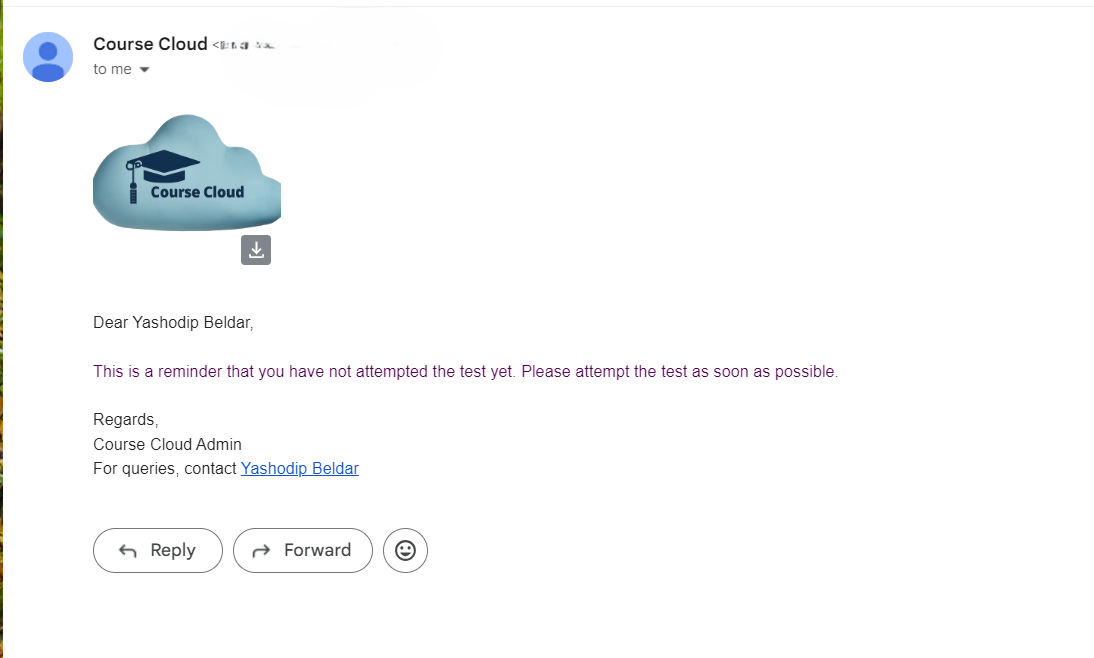 Course Cloud
to me
Course Cloud
Dear Yashodip Beldar,
This is a reminder that you have not attempted the test yet. Please attempt the test as soon as possible.
Regards,
Course Cloud Admin
For queries, contact Yashodip Beldar
Reply Forward